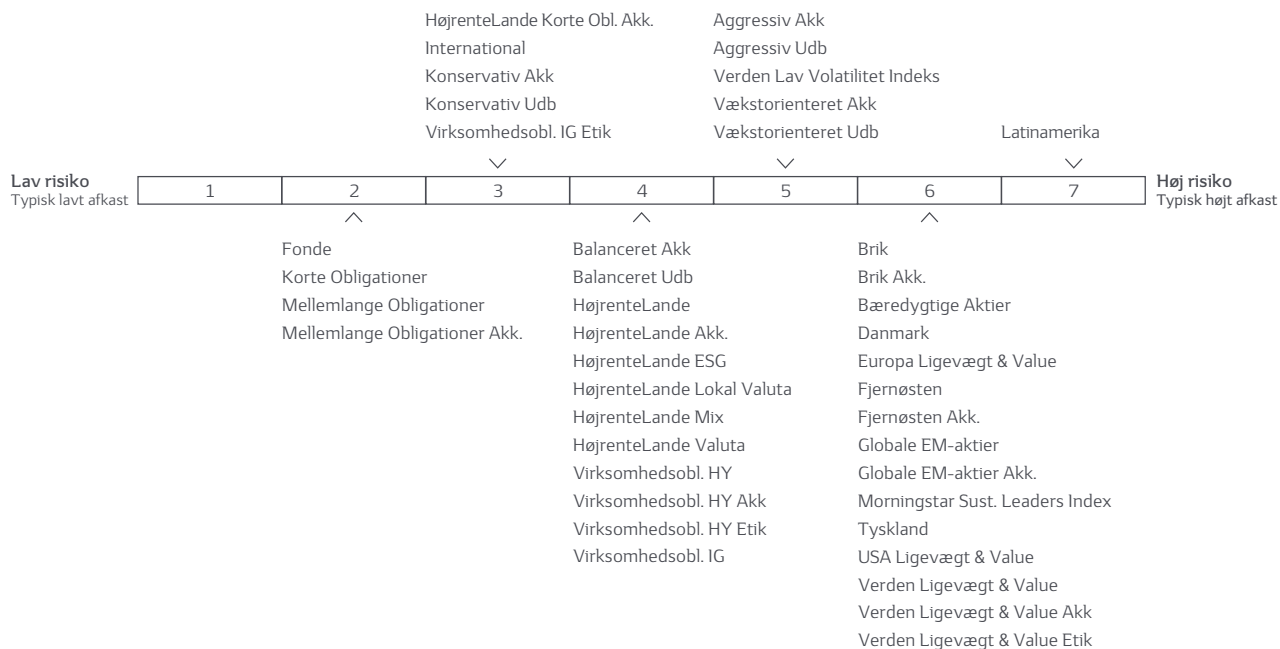 HøjrenteLande Korte Obl. Akk.
International
Konservativ Akk
Konservativ Udb
Virksomhedsobl. IG Etik
Aggressiv Akk
Aggressiv Udb
Verden Lav Volatilitet Indeks
Vækstorienteret Akk
Vækstorienteret Udb
Latinamerika
Lav risiko
Typisk lavt afkast
1 2 3 4 5 6 7
Høj risiko
Typisk højt afkast
Fonde
Korte Obligationer
Mellemlange Obligationer
Mellemlange Obligationer Akk.
Balanceret Akk
Balanceret Udb
HøjrenteLande
HøjrenteLande Akk.
HøjrenteLande ESG
HøjrenteLande Lokal Valuta
HøjrenteLande Mix
HøjrenteLande Valuta
Virksomhedsobl. HY
Virksomhedsobl. HY Akk
Virksomhedsobl. HY Etik
Virksomhedsobl. IG
Brik
Brik Akk.
Bæredygtige Aktier
Danmark
Europa Ligevægt & Value
Fjernøsten
Fjernøsten Akk.
Globale EM-aktier
Globale EM-aktier Akk.
Morningstar Sust. Leaders Index
Tyskland
USA Ligevægt & Value
Verden Ligevægt & Value
Verden Ligevægt & Value Akk
Verden Ligevægt & Value Etik